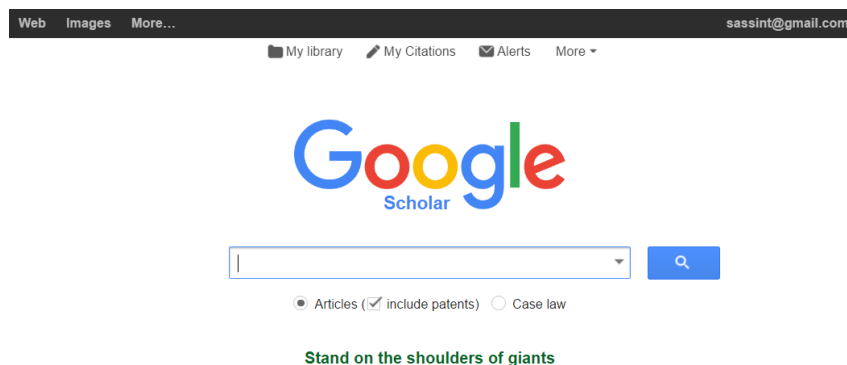 Web Images More... sassint@gmail.com
My library My Citations Alerts More
Google
Scholar
Articles ( include patents) Case law
Stand on the shoulders of giants